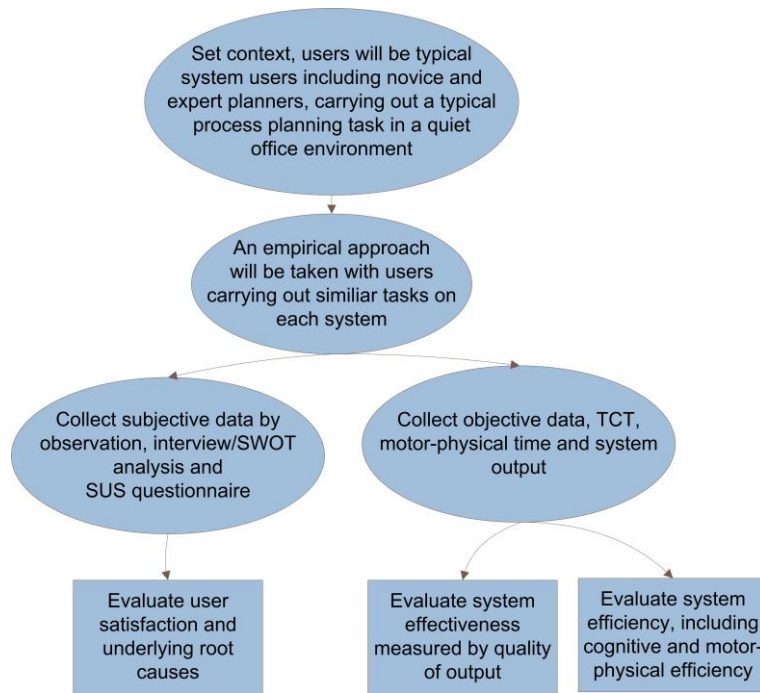 Set context, users will be typical
system users including novice and
expert planners, carrying out a typical
process planning task in a quiet
office environment
An empirical approach
will be taken with users
carrying out similiar tasks on
each system
Collect subjective data by
observation, interview/SWOT
analysis and
SUS questionnaire
Collect objective data, TCT,
motor-physical time and system
output
Evaluate user
satisfaction and
underlying root
causes
Evaluate system
effectiveness
measured by quality
of output
Evaluate system
efficiency, including
cognitive and motor-
physical efficiency